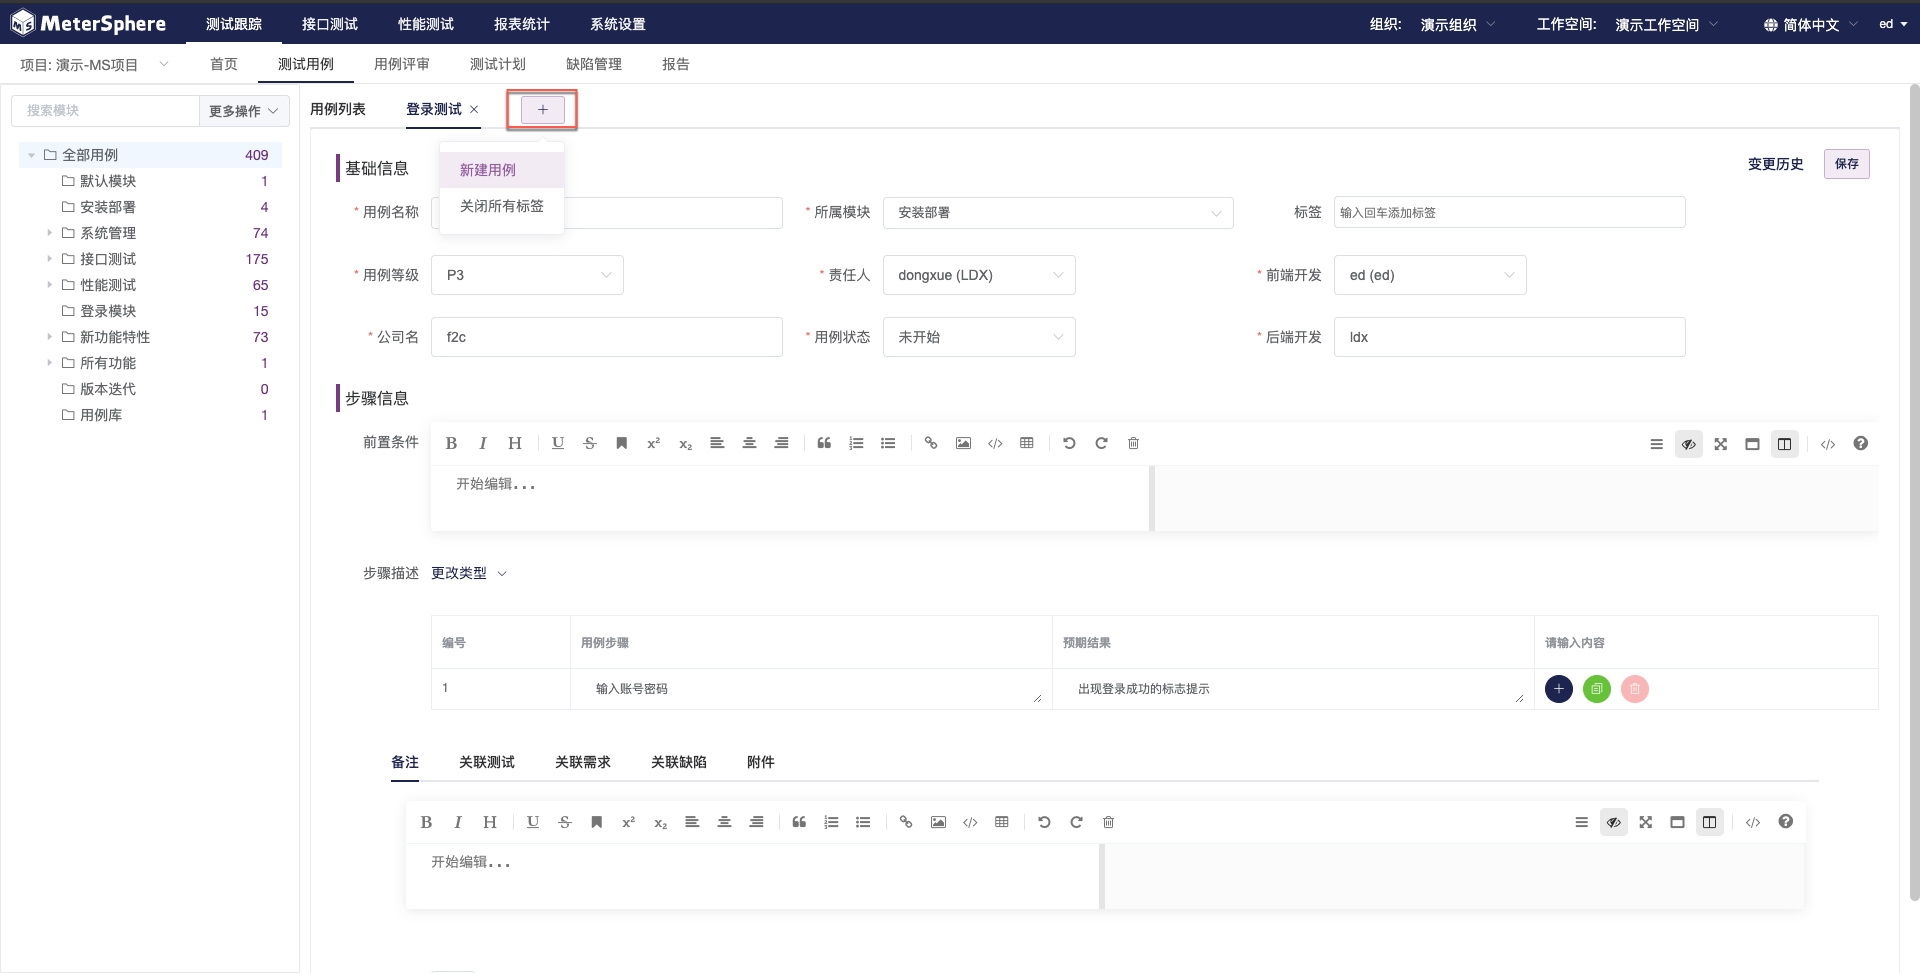 MeterSphere 测试跟踪 接口测试 性能测试 报表统计 系统设置 组织: 演示组织 工作空间: 演示工作空间 简体中文 ed
项目: 演示-MS项目 首页 测试用例 用例评审 测试计划 缺陷管理 报告
搜索模块 更多操作
全部用例 409
默认模块 1
安装部署 4
系统管理 74
接口测试 175
性能测试 65
登录模块 15
新功能特性 73
所有功能 1
版本迭代 0
用例库 1
用例列表 登录测试 × +
新建用例
关闭所有标签
基础信息 变更历史 保存
* 用例名称 * 所属模块 安装部署 标签 输入回车添加标签
* 用例等级 P3 * 责任人 dongxue (LDX) * 前端开发 ed (ed)
* 公司名 f2c * 用例状态 未开始 * 后端开发 ldx
步骤信息
前置条件 B I H U S x² x₂ </> </> ?
开始编辑...
步骤描述 更改类型
编号 用例步骤 预期结果 请输入内容
1 输入账号密码 出现登录成功的标志提示
备注 关联测试 关联需求 关联缺陷 附件
B I H U S x² x₂ </> </> ?
开始编辑...